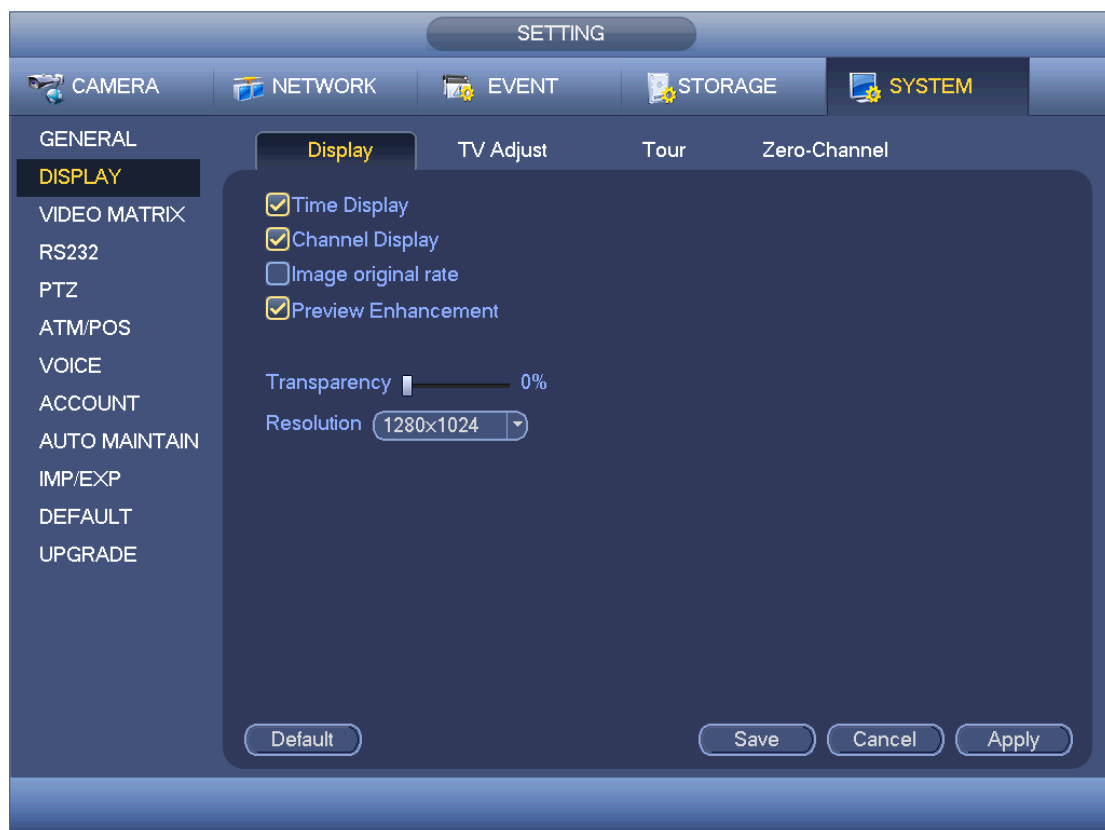 SETTING
CAMERA NETWORK EVENT STORAGE SYSTEM
GENERAL
DISPLAY
VIDEO MATRIX
RS232
PTZ
ATM/POS
VOICE
ACCOUNT
AUTO MAINTAIN
IMP/EXP
DEFAULT
UPGRADE
Display TV Adjust Tour Zero-Channel
Time Display
Channel Display
Image original rate
Preview Enhancement
Transparency 0%
Resolution 1280×1024
Default Save Cancel Apply